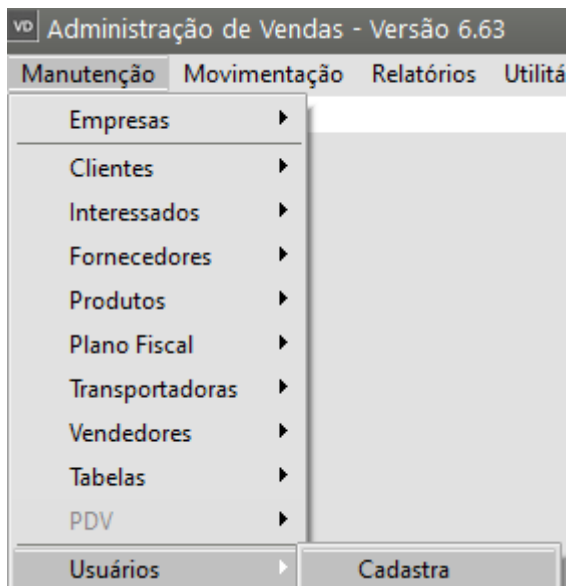 VD Administração de Vendas - Versão 6.63
Manutenção Movimentação Relatórios
Empresas
Clientes
Interessados
Fornecedores
Produtos
Plano Fiscal
Transportadoras
Vendedores
Tabelas
PDV
Usuários Cadastra